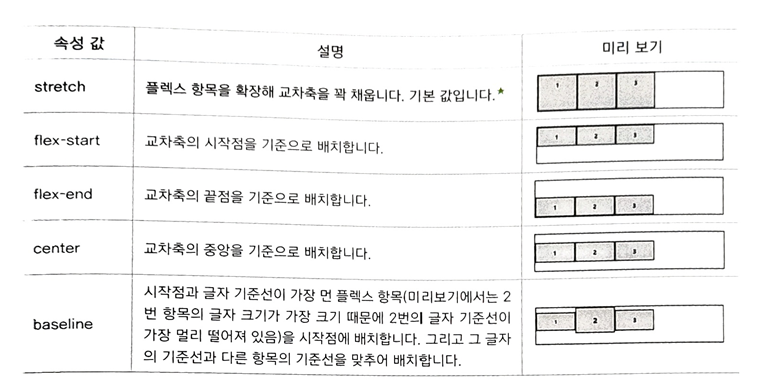 속성 값 설명 미리 보기
stretch 플렉스 항목을 확장해 교차축을 꽉 채웁니다. 기본 값입니다.* 1 2 3
flex-start 교차축의 시작점을 기준으로 배치합니다. 1 2 3
flex-end 교차축의 끝점을 기준으로 배치합니다. 1 2 3
center 교차축의 중앙을 기준으로 배치합니다. 1 2 3
시작점과 글자 기준선이 가장 먼 플렉스 항목(미리보기에서는 2
번 항목의 글자 크기가 가장 크기 때문에 2번의 글자 기준선이
baseline 가장 멀리 떨어져 있음)을 시작점에 배치합니다. 그리고 그 글자 1 2 3
의 기준선과 다른 항목의 기준선을 맞추어 배치합니다.